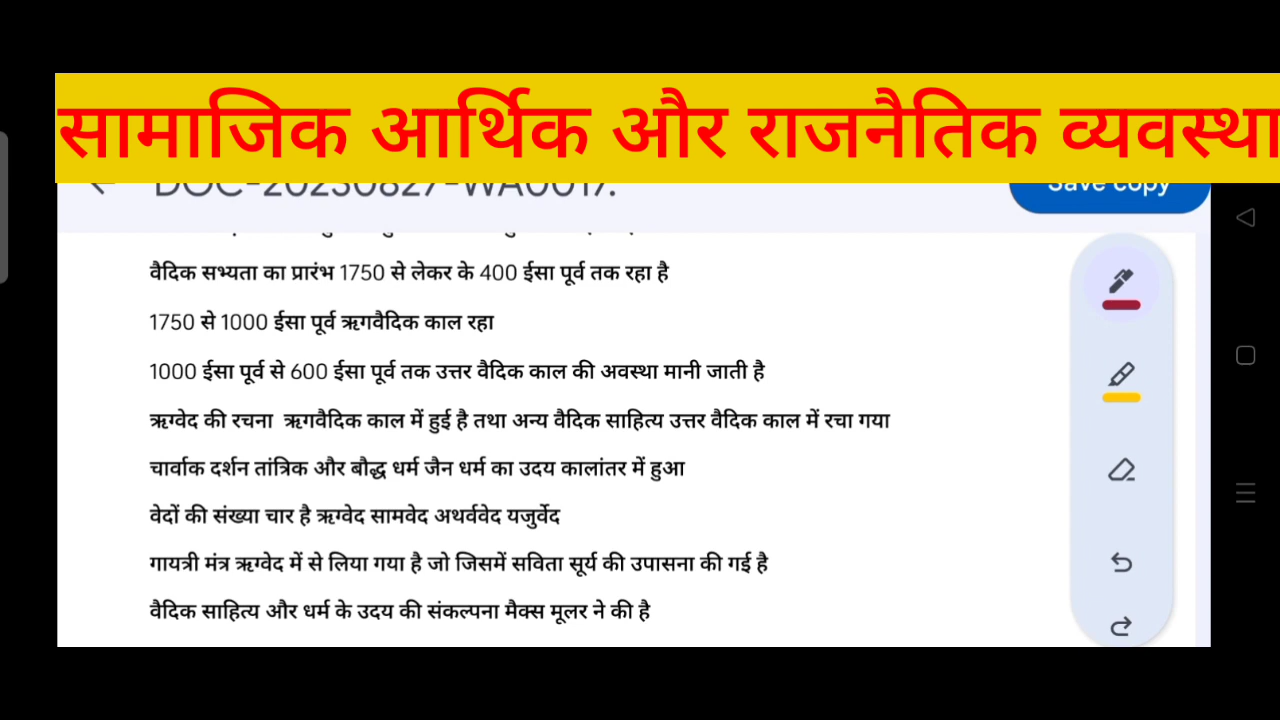 सामाजिक आर्थिक और राजनैतिक व्यवस्था
DOC-20230827-WA0017.
Save copy
वैदिक सभ्यता का प्रारंभ 1750 से लेकर के 400 ईसा पूर्व तक रहा है
1750 से 1000 ईसा पूर्व ऋगवैदिक काल रहा
1000 ईसा पूर्व से 600 ईसा पूर्व तक उत्तर वैदिक काल की अवस्था मानी जाती है
ऋग्वेद की रचना ऋगवैदिक काल में हुई है तथा अन्य वैदिक साहित्य उत्तर वैदिक काल में रचा गया
चार्वाक दर्शन तांत्रिक और बौद्ध धर्म जैन धर्म का उदय कालांतर में हुआ
वेदों की संख्या चार है ऋग्वेद सामवेद अथर्ववेद यजुर्वेद
गायत्री मंत्र ऋग्वेद में से लिया गया है जो जिसमें सविता सूर्य की उपासना की गई है
वैदिक साहित्य और धर्म के उदय की संकल्पना मैक्स मूलर ने की है